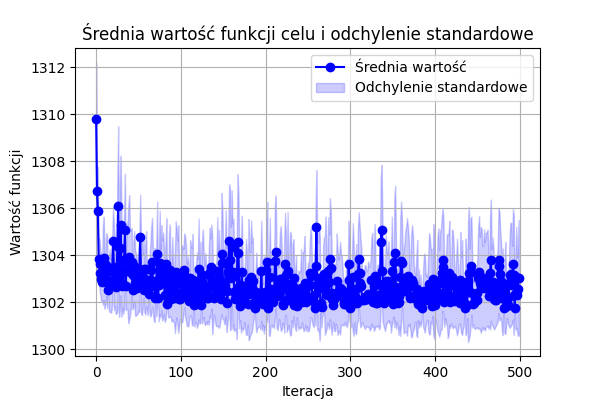 Średnia wartość funkcji celu i odchylenie standardowe
Średnia wartość
Odchylenie standardowe
Wartość funkcji
1312
1310
1308
1306
1304
1302
1300
0 100 200 300 400 500
Iteracja